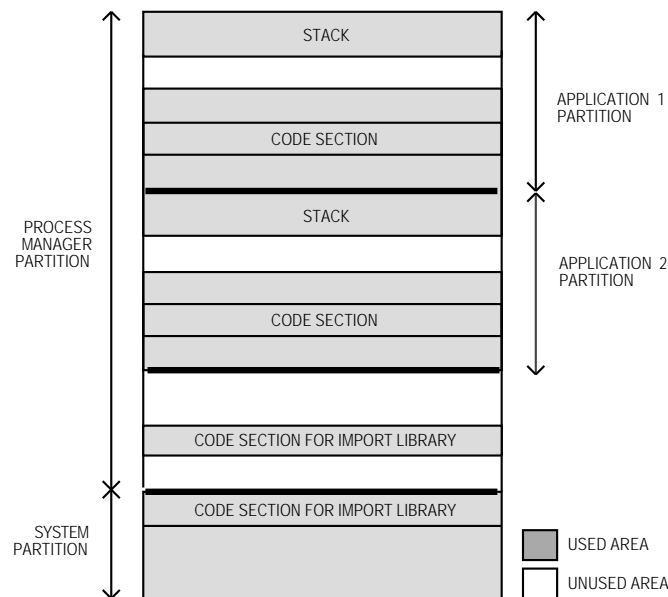 STACK
CODE SECTION
STACK
CODE SECTION
CODE SECTION FOR IMPORT LIBRARY
CODE SECTION FOR IMPORT LIBRARY
PROCESS
MANAGER
PARTITION
SYSTEM
PARTITION
APPLICATION 1
PARTITION
APPLICATION 2
PARTITION
USED AREA
UNUSED AREA